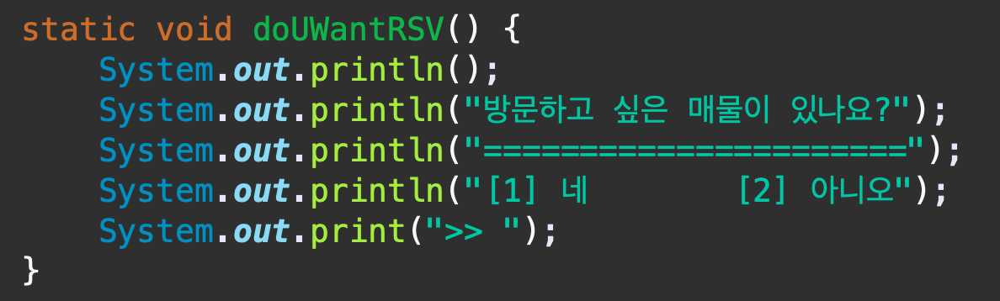 static void doUWantRSV() {
    System.out.println();
    System.out.println("방문하고 싶은 매물이 있나요?");
    System.out.println("======================");
    System.out.println("[1] 네        [2] 아니오");
    System.out.print(">> ");
}